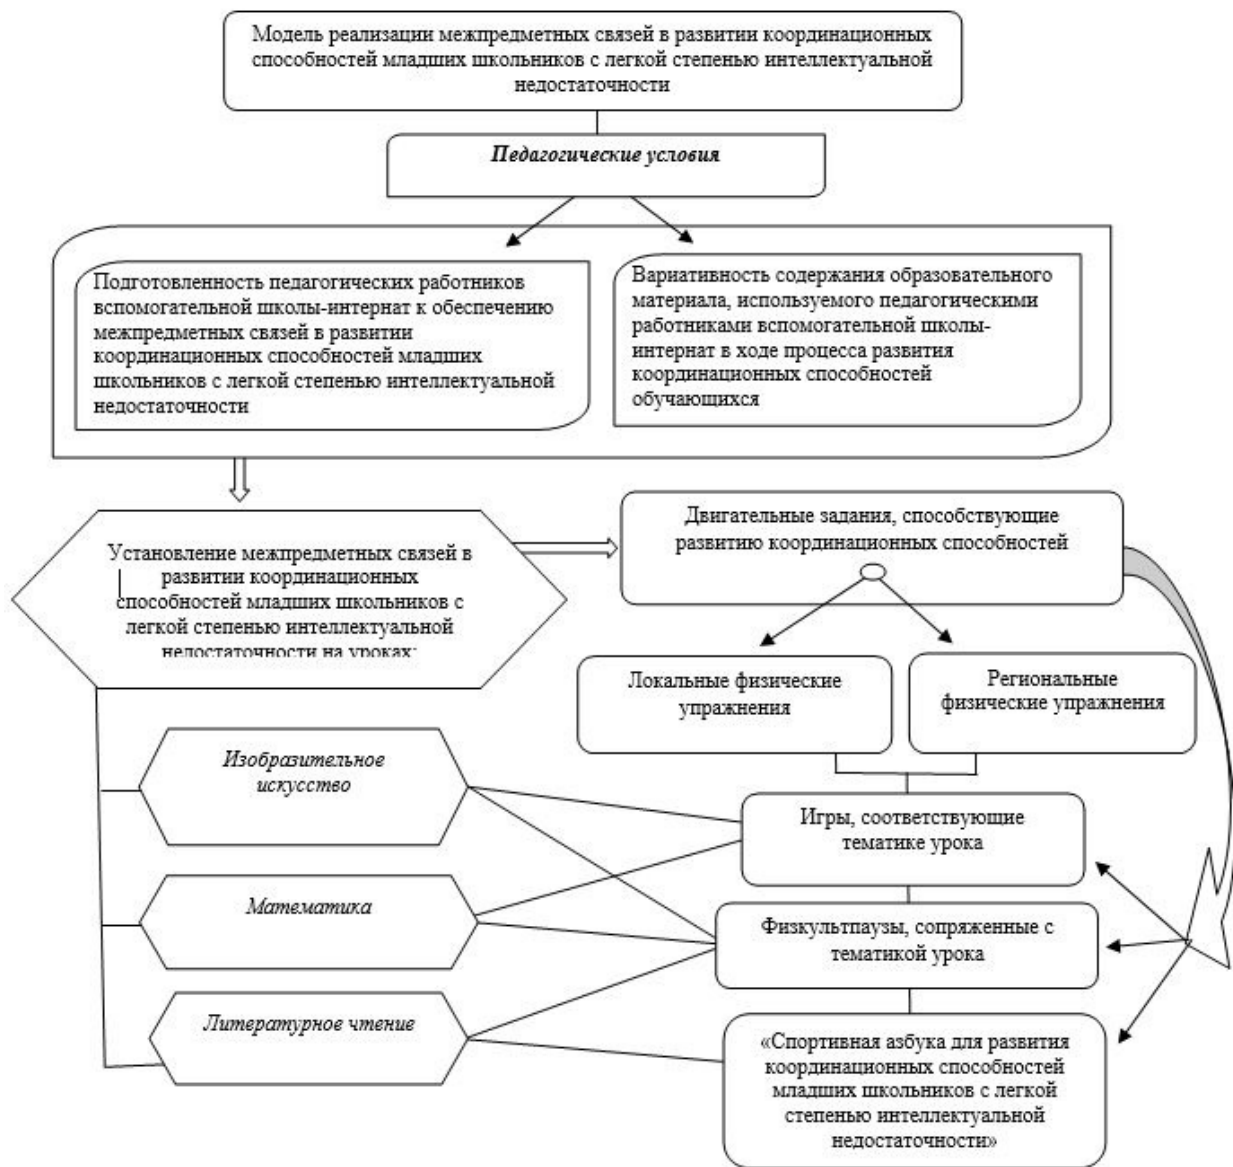 Модель реализации межпредметных связей в развитии координационных
способностей младших школьников с легкой степенью интеллектуальной
недостаточности
Педагогические условия
Подготовленность педагогических работников
вспомогательной школы-интернат к обеспечению
межпредметных связей в развитии
координационных способностей младших
школьников с легкой степенью интеллектуальной
недостаточности
Вариативность содержания образовательного
материала, используемого педагогическими
работниками вспомогательной школы-
интернат в ходе процесса развития
координационных способностей
обучающихся
Установление межпредметных связей в
развитии координационных
способностей младших школьников с
легкой степенью интеллектуальной
недостаточности на уроках:
Двигательные задания, способствующие
развитию координационных способностей
Локальные физические
упражнения
Региональные
физические упражнения
Изобразительное
искусство
Игры, соответствующие
тематике урока
Математика
Физкультпаузы, сопряженные с
тематикой урока
Литературное чтение
«Спортивная азбука для развития
координационных способностей
младших школьников с легкой
степенью интеллектуальной
недостаточности»